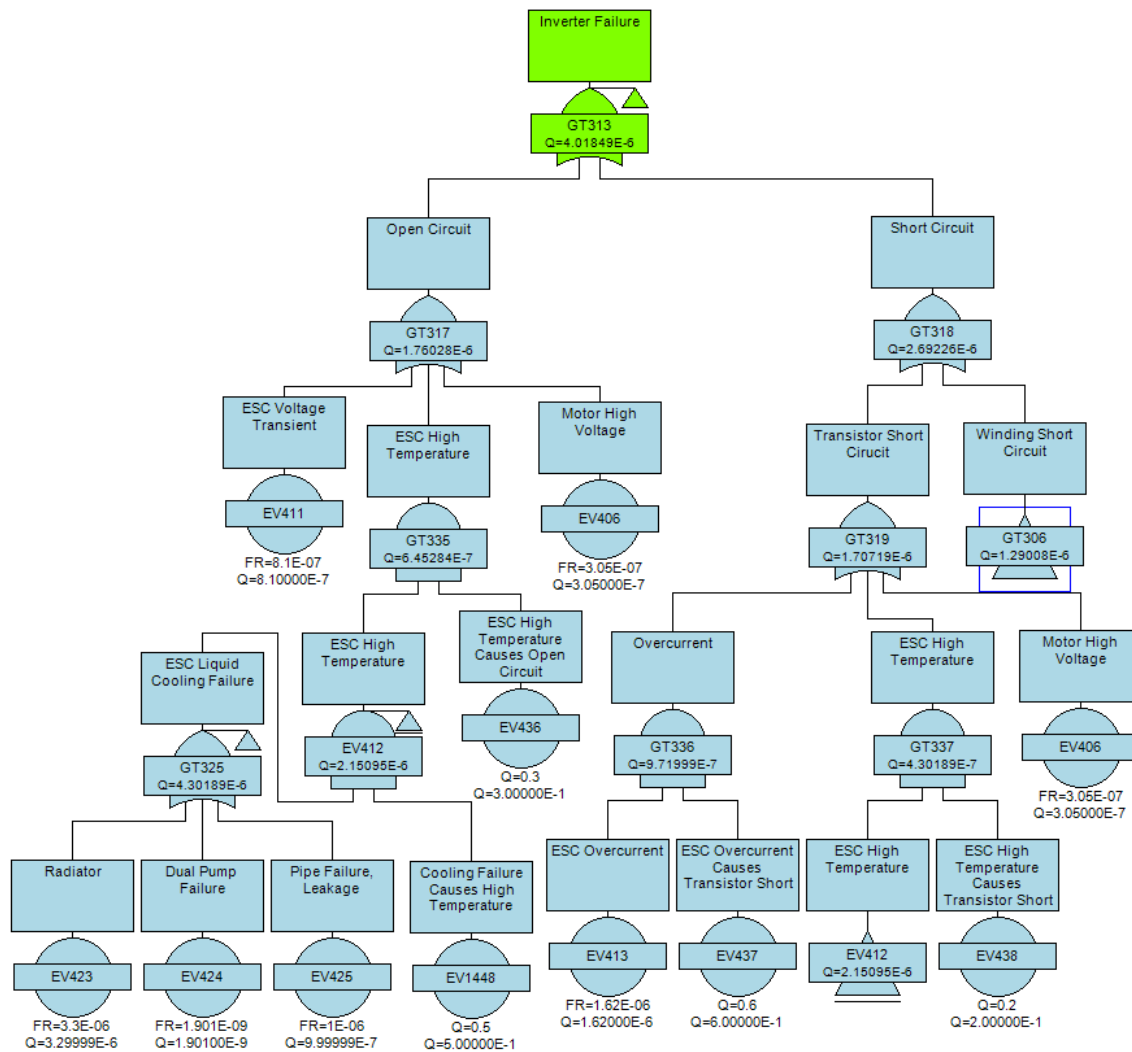 Inverter Failure
GT313
Q=4.01849E-6
Open Circuit
GT317
Q=1.76028E-6
Short Circuit
GT318
Q=2.69226E-6
ESC Voltage
Transient
EV411
FR=8.1E-07
Q=8.10000E-7
ESC High
Temperature
GT335
Q=6.45284E-7
Motor High
Voltage
EV406
FR=3.05E-07
Q=3.05000E-7
Transistor Short
Cirucit
GT319
Q=1.70719E-6
Winding Short
Circuit
GT306
Q=1.29008E-6
ESC Liquid
Cooling Failure
GT325
Q=4.30189E-6
ESC High
Temperature
EV412
Q=2.15095E-6
ESC High
Temperature
Causes Open
Circuit
EV436
Q=0.3
Q=3.00000E-1
Overcurrent
GT336
Q=9.71999E-7
ESC High
Temperature
GT337
Q=4.30189E-7
Motor High
Voltage
EV406
FR=3.05E-07
Q=3.05000E-7
Radiator
EV423
FR=3.3E-06
Q=3.29999E-6
Dual Pump
Failure
EV424
FR=1.901E-09
Q=1.90100E-9
Pipe Failure,
Leakage
EV425
FR=1E-06
Q=9.99999E-7
Cooling Failure
Causes High
Temperature
EV1448
Q=0.5
Q=5.00000E-1
ESC Overcurrent
EV413
FR=1.62E-06
Q=1.62000E-6
ESC Overcurrent
Causes
Transistor Short
EV437
Q=0.6
Q=6.00000E-1
ESC High
Temperature
EV412
Q=2.15095E-6
ESC High
Temperature
Causes
Transistor Short
EV438
Q=0.2
Q=2.00000E-1